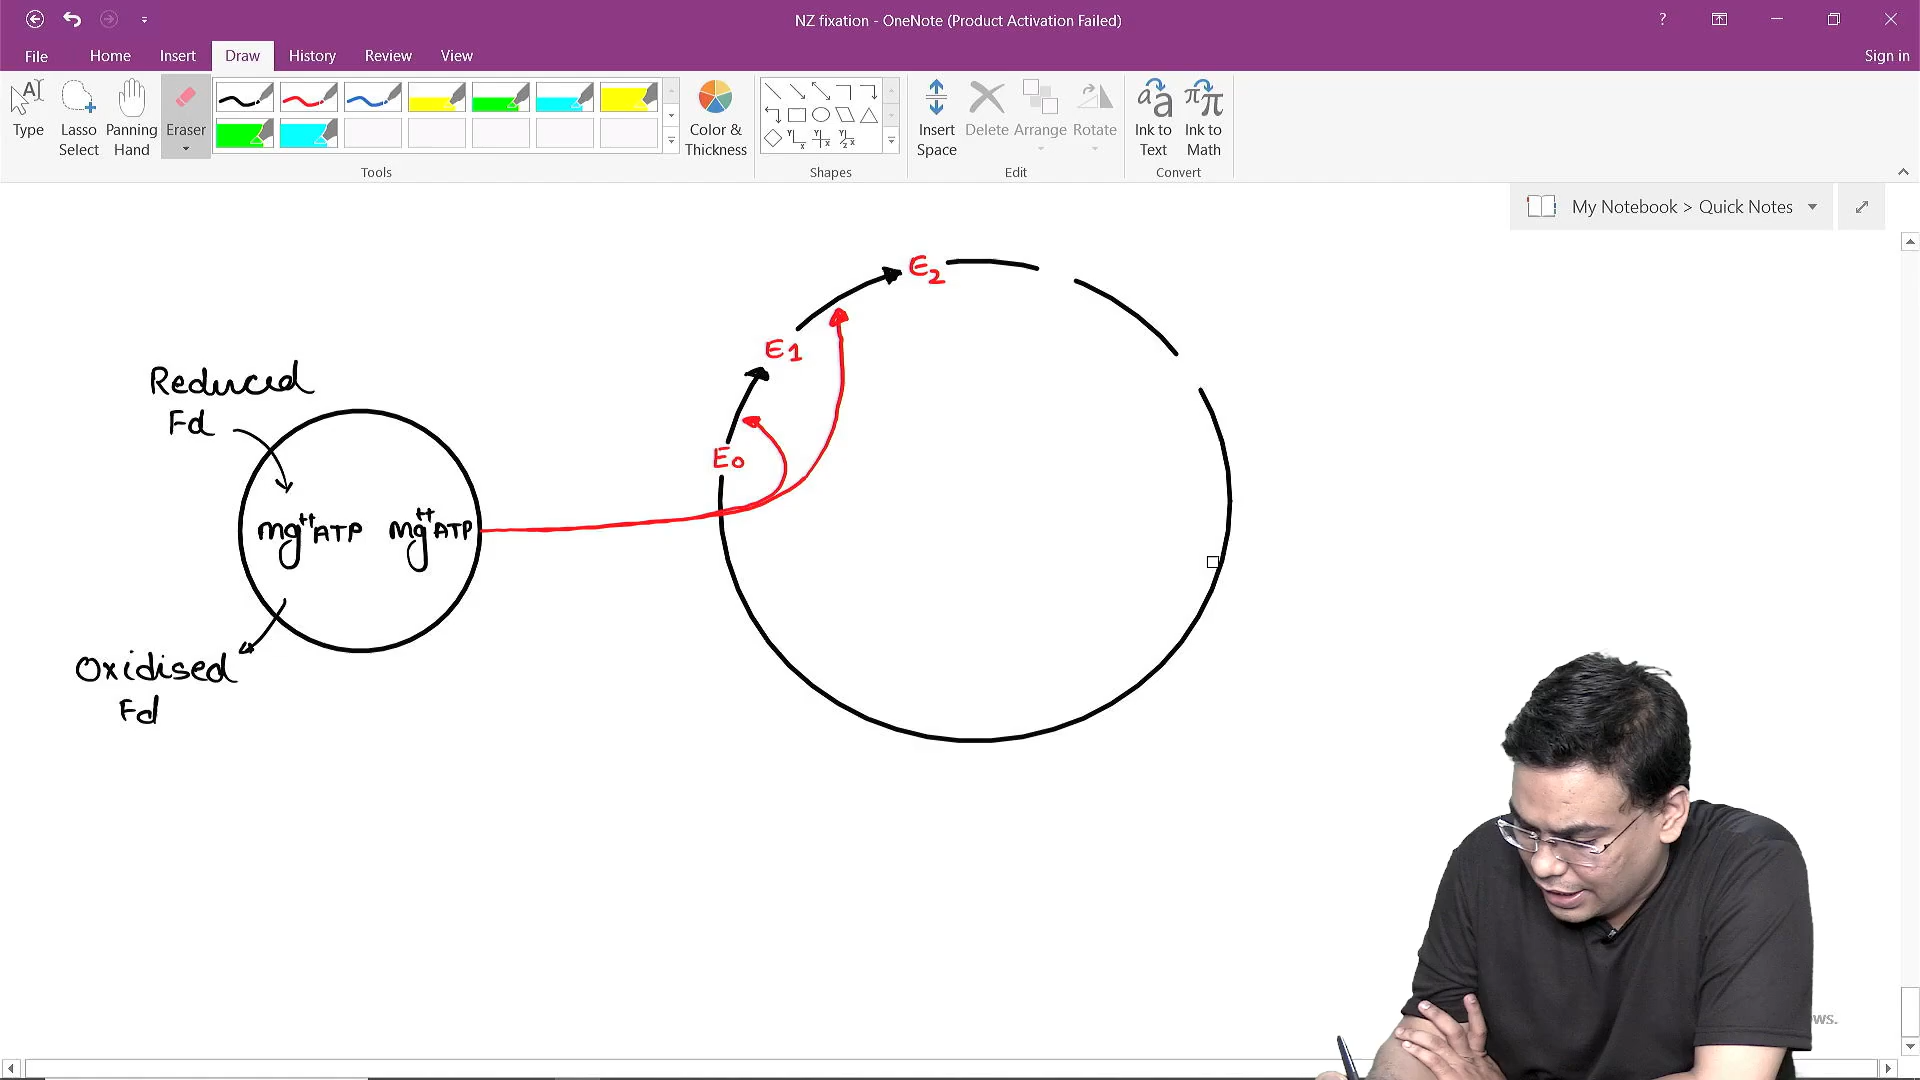 NZ fixation - OneNote (Product Activation Failed)
?
File Home Insert Draw History Review View
Sign in
Type
Lasso Select
Panning Hand
Eraser
Color & Thickness
Insert Space
Delete
Arrange
Rotate
Ink to Text
Ink to Math
Tools
Shapes
Edit
Convert
My Notebook > Quick Notes
E2
E1
Reduced
Fd
E0
mg++ATP mg++ATP
Oxidised
Fd
ows.